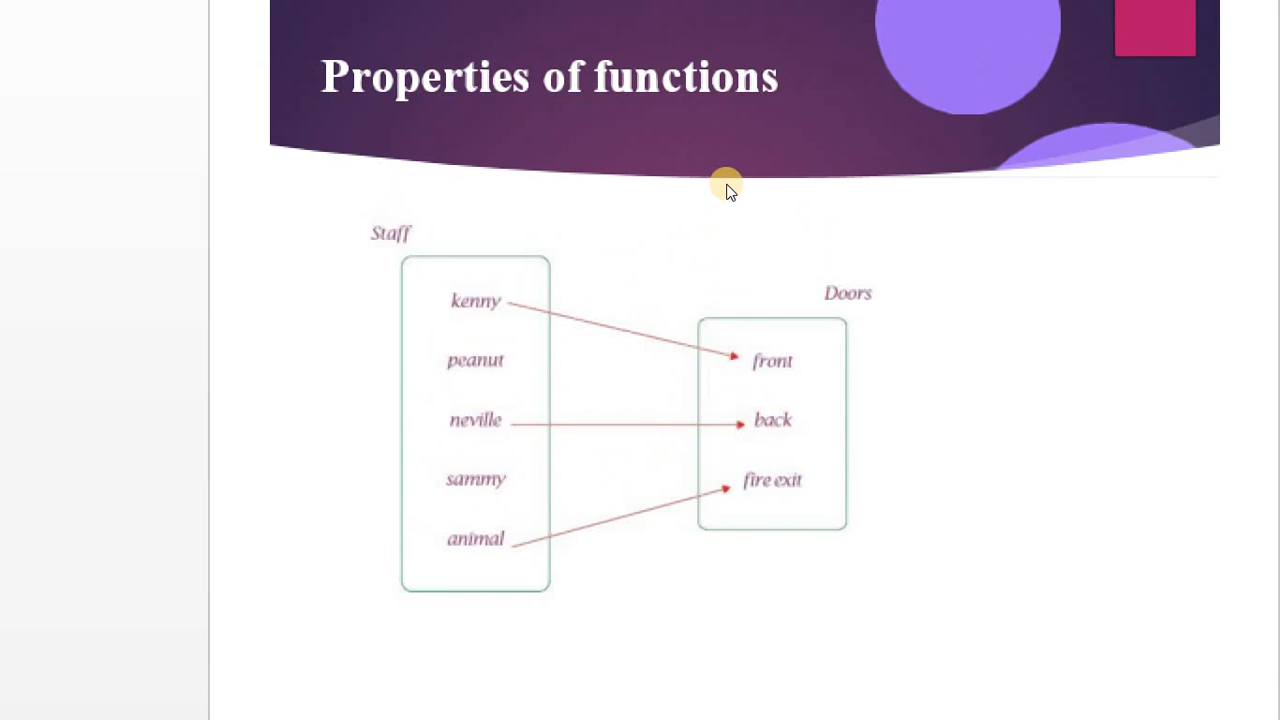 Properties of functions
Staff
kenny
peanut
neville
sammy
animal
Doors
front
back
fire exit